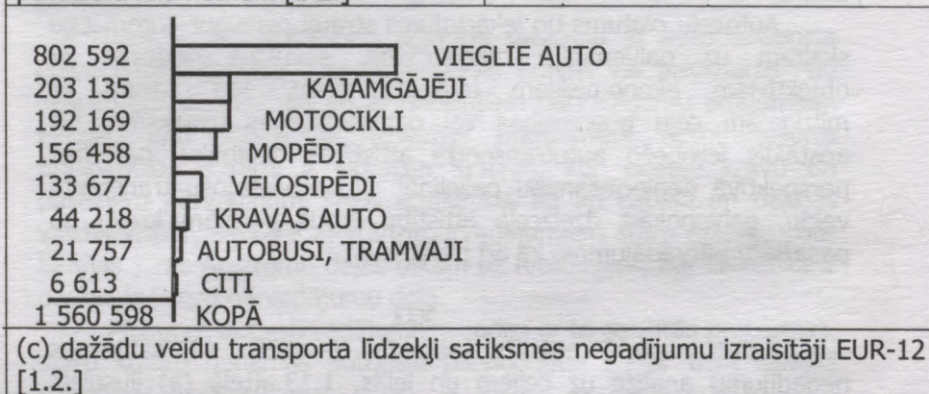 802 592 VIEGLIE AUTO
203 135 KAJAMGĀJĒJI
192 169 MOTOCIKLI
156 458 MOPĒDI
133 677 VELOSIPĒDI
44 218 KRAVAS AUTO
21 757 AUTOBUSI, TRAMVAJI
6 613 CITI
1 560 598 KOPĀ
(c) dažādu veidu transporta līdzekļi satiksmes negadījumu izraisītāji EUR-12
[1.2.]